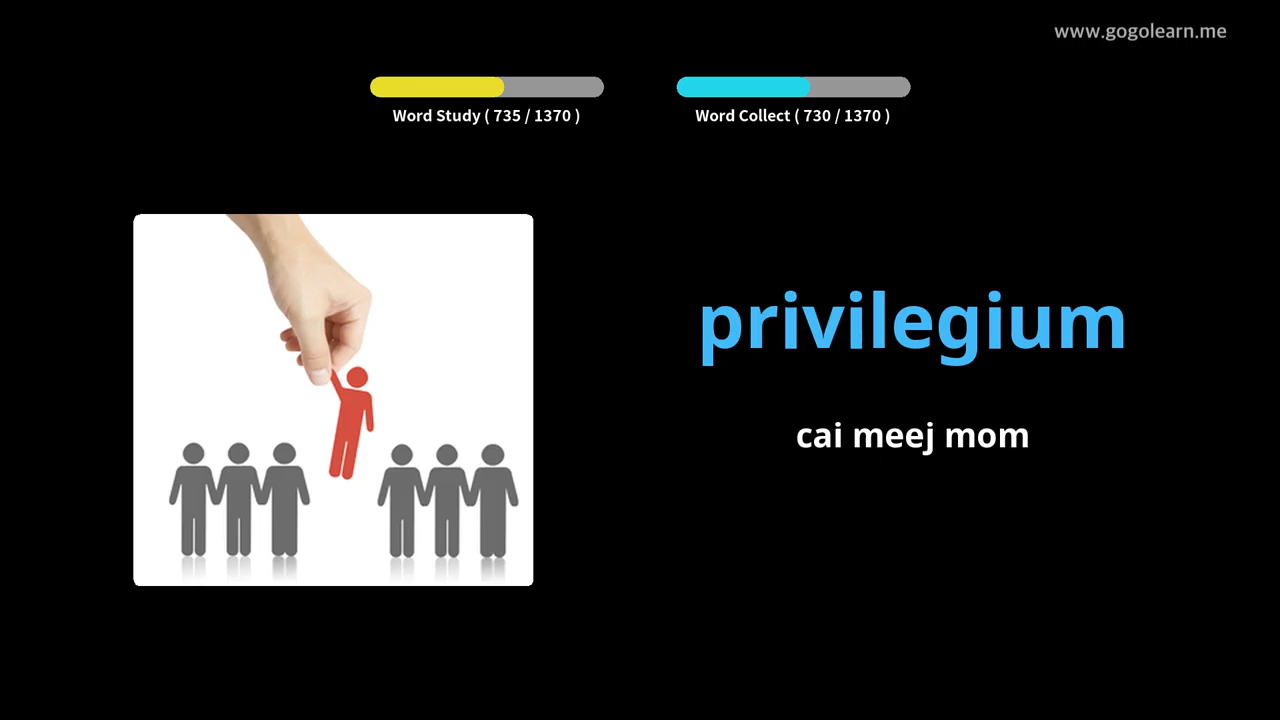 www.gogolearn.me
Word Study ( 735 / 1370 )
Word Collect ( 730 / 1370 )
privilegium
cai meej mom